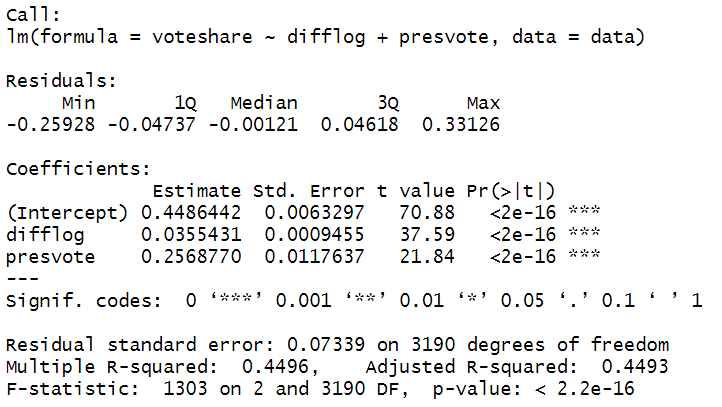 Call:
lm(formula = voteshare ~ difflog + presvote, data = data)
Residuals:
     Min       1Q   Median       3Q      Max
-0.25928 -0.04737 -0.00121  0.04618  0.33126
Coefficients:
             Estimate Std. Error t value Pr(>|t|)
(Intercept) 0.4486442  0.0063297   70.88   <2e-16 ***
difflog     0.0355431  0.0009455   37.59   <2e-16 ***
presvote    0.2568770  0.0117637   21.84   <2e-16 ***
---
Signif. codes:  0 ‘***’ 0.001 ‘**’ 0.01 ‘*’ 0.05 ‘.’ 0.1 ‘ ’ 1
Residual standard error: 0.07339 on 3190 degrees of freedom
Multiple R-squared:  0.4496,    Adjusted R-squared:  0.4493
F-statistic:  1303 on 2 and 3190 DF,  p-value: < 2.2e-16